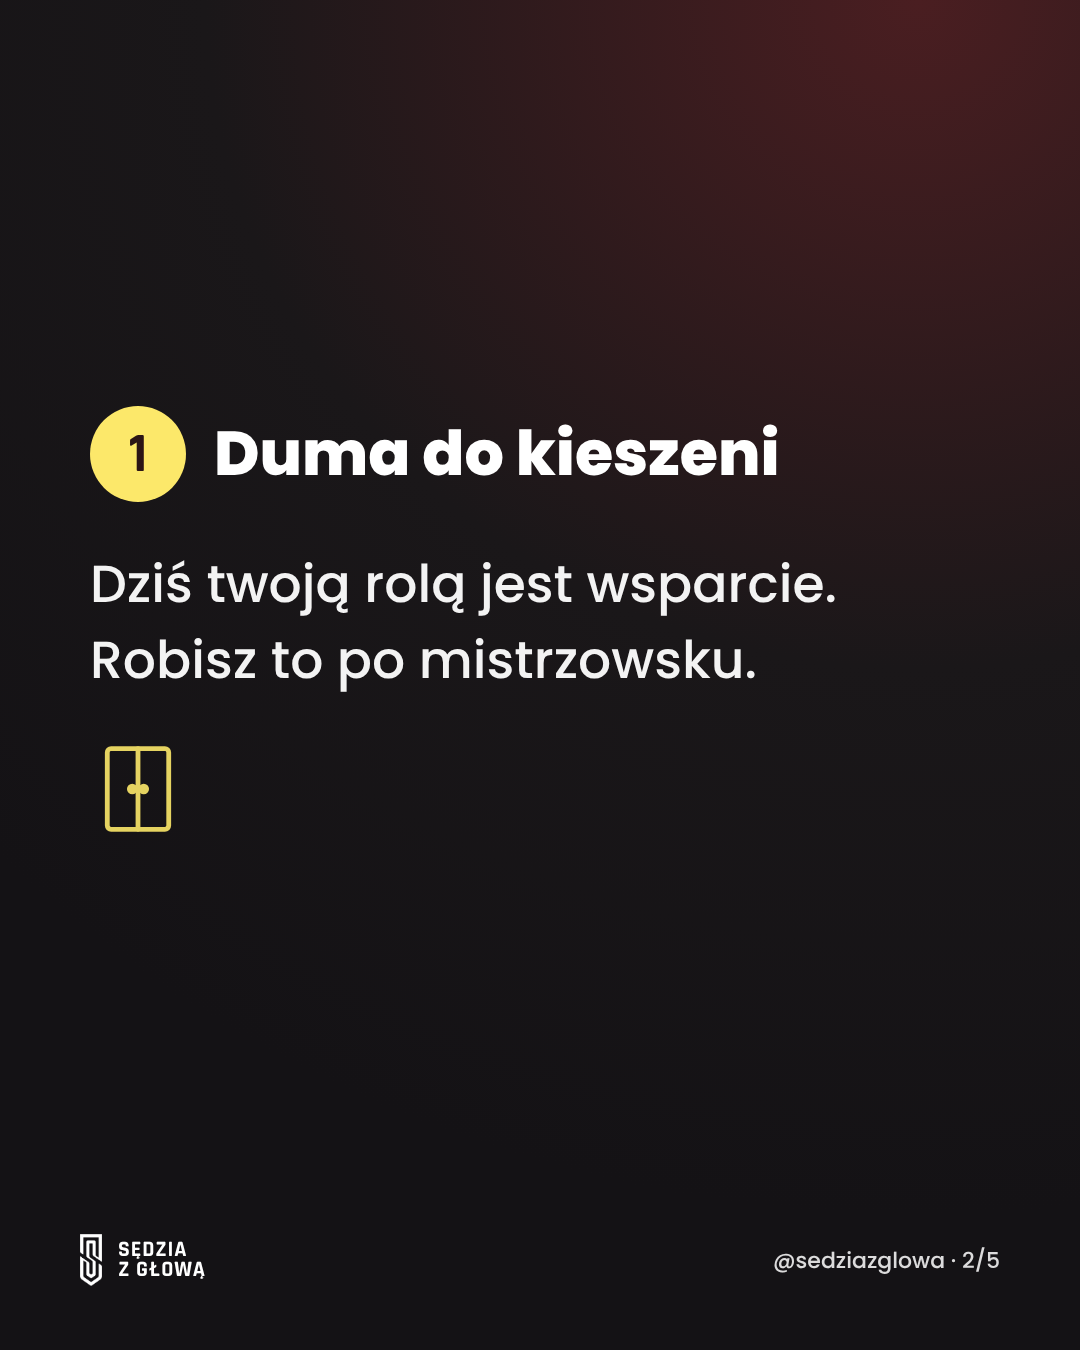 1 Duma do kieszeni
Dziś twoją rolą jest wsparcie.
Robisz to po mistrzowsku.
SĘDZIA
Z GŁOWĄ
@sedziazglowa · 2/5